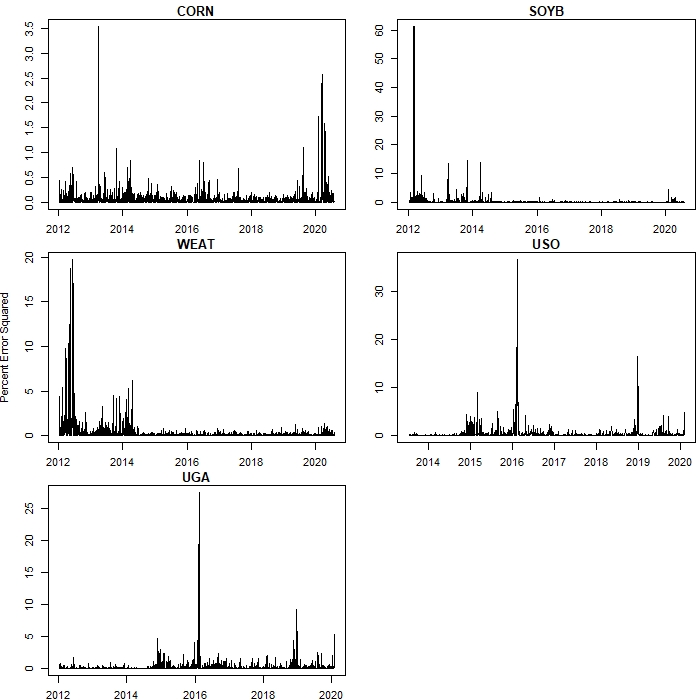 CORN
0.0 0.5 1.0 1.5 2.0 2.5 3.0 3.5
2012 2014 2016 2018 2020
SOYB
0 10 20 30 40 50 60
2012 2014 2016 2018 2020
WEAT
0 5 10 15 20
2012 2014 2016 2018 2020
USO
0 10 20 30
2014 2015 2016 2017 2018 2019 2020
Percent Error Squared
UGA
0 5 10 15 20 25
2012 2014 2016 2018 2020